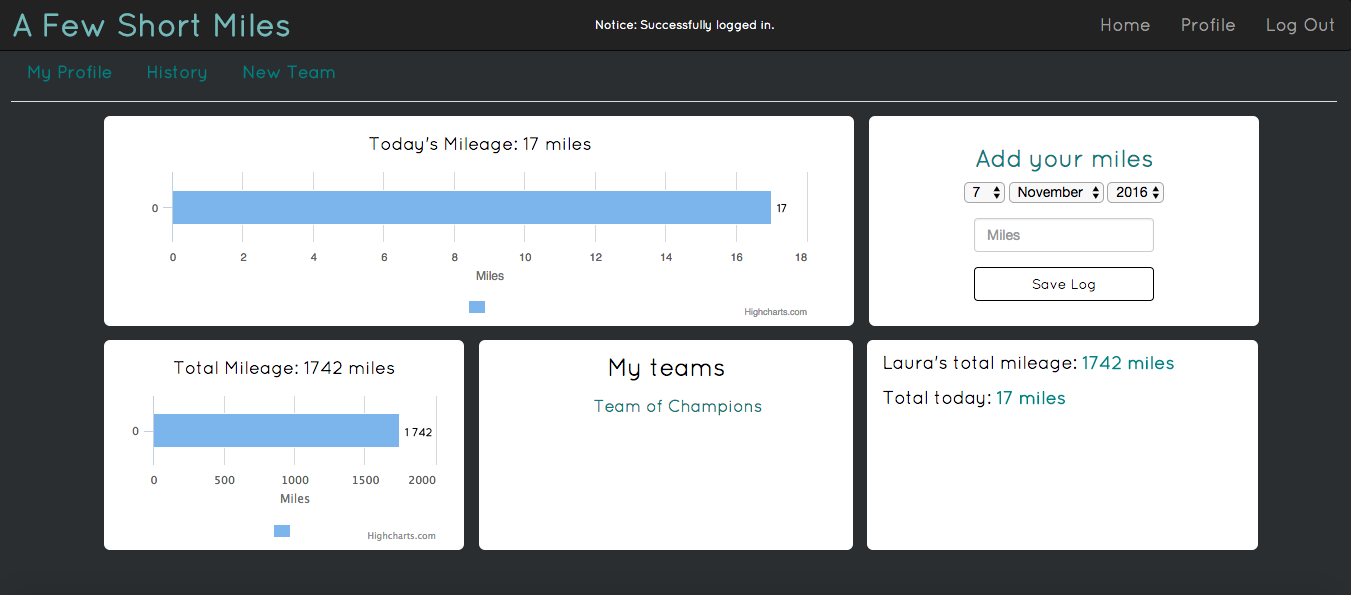 A Few Short Miles
Notice: Successfully logged in.
Home Profile Log Out
My Profile History New Team
Today's Mileage: 17 miles
0
17
0 2 4 6 8 10 12 14 16 18
Miles
Highcharts.com
Add your miles
7 November 2016
Miles
Save Log
Total Mileage: 1742 miles
0
1 742
0 500 1000 1500 2000
Miles
Highcharts.com
My teams
Team of Champions
Laura's total mileage: 1742 miles
Total today: 17 miles